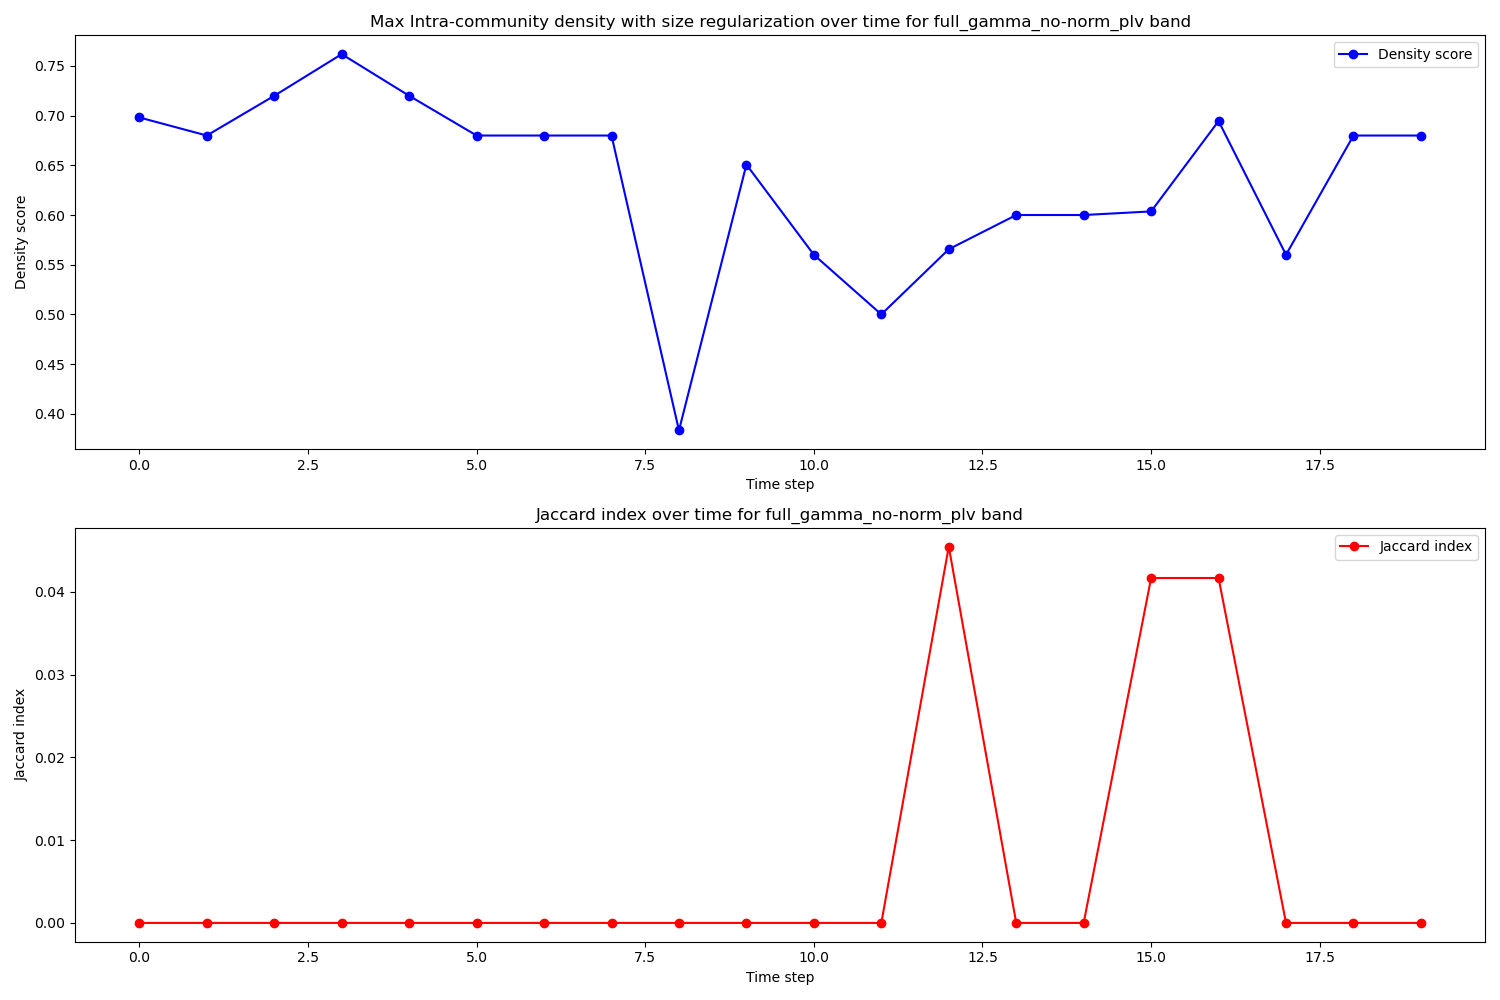 Max Intra-community density with size regularization over time for full_gamma_no-norm_plv band
Density score
0.75
0.70
0.65
0.60
0.55
0.50
0.45
0.40
Density score
0.0 2.5 5.0 7.5 10.0 12.5 15.0 17.5
Time step
Jaccard index over time for full_gamma_no-norm_plv band
Jaccard index
0.04
0.03
0.02
0.01
0.00
Jaccard index
0.0 2.5 5.0 7.5 10.0 12.5 15.0 17.5
Time step